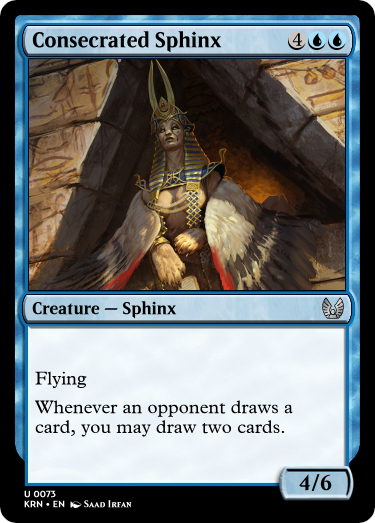 Consecrated Sphinx 4
Creature — Sphinx
Flying
Whenever an opponent draws a
card, you may draw two cards.
4/6
U 0073
KRN • EN Saad Irfan